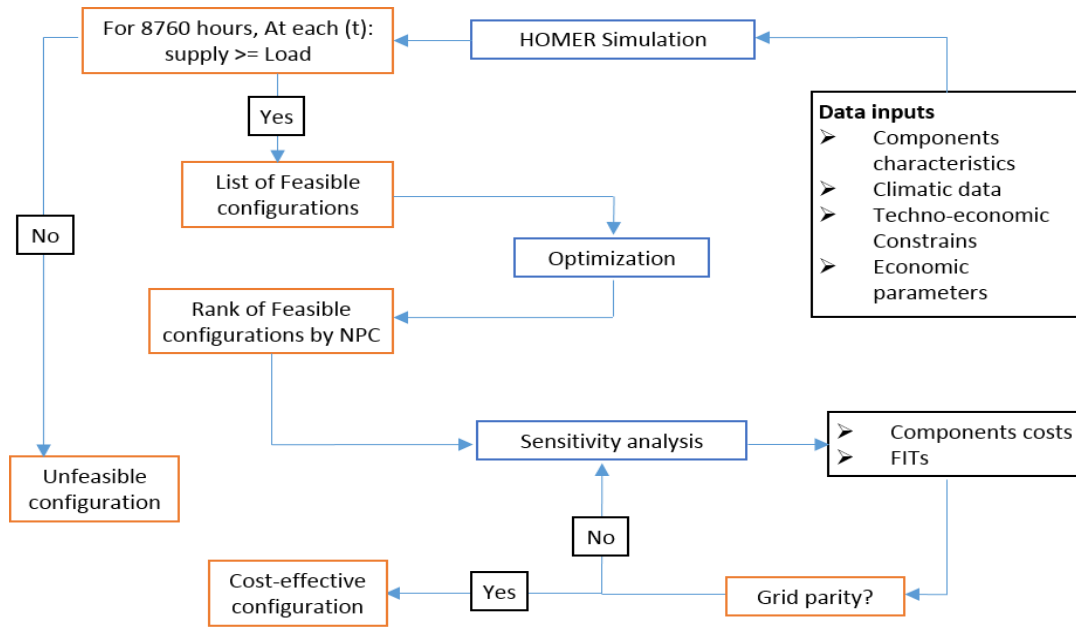 For 8760 hours, At each (t):
supply >= Load
HOMER Simulation
Yes
Data inputs
➢ Components
characteristics
➢ Climatic data
➢ Techno-economic
Constrains
➢ Economic
parameters
List of Feasible
configurations
No
Optimization
Rank of Feasible
configurations by NPC
Sensitivity analysis
➢ Components costs
➢ FITs
Unfeasible
configuration
No
Cost-effective
configuration
Yes
Grid parity?